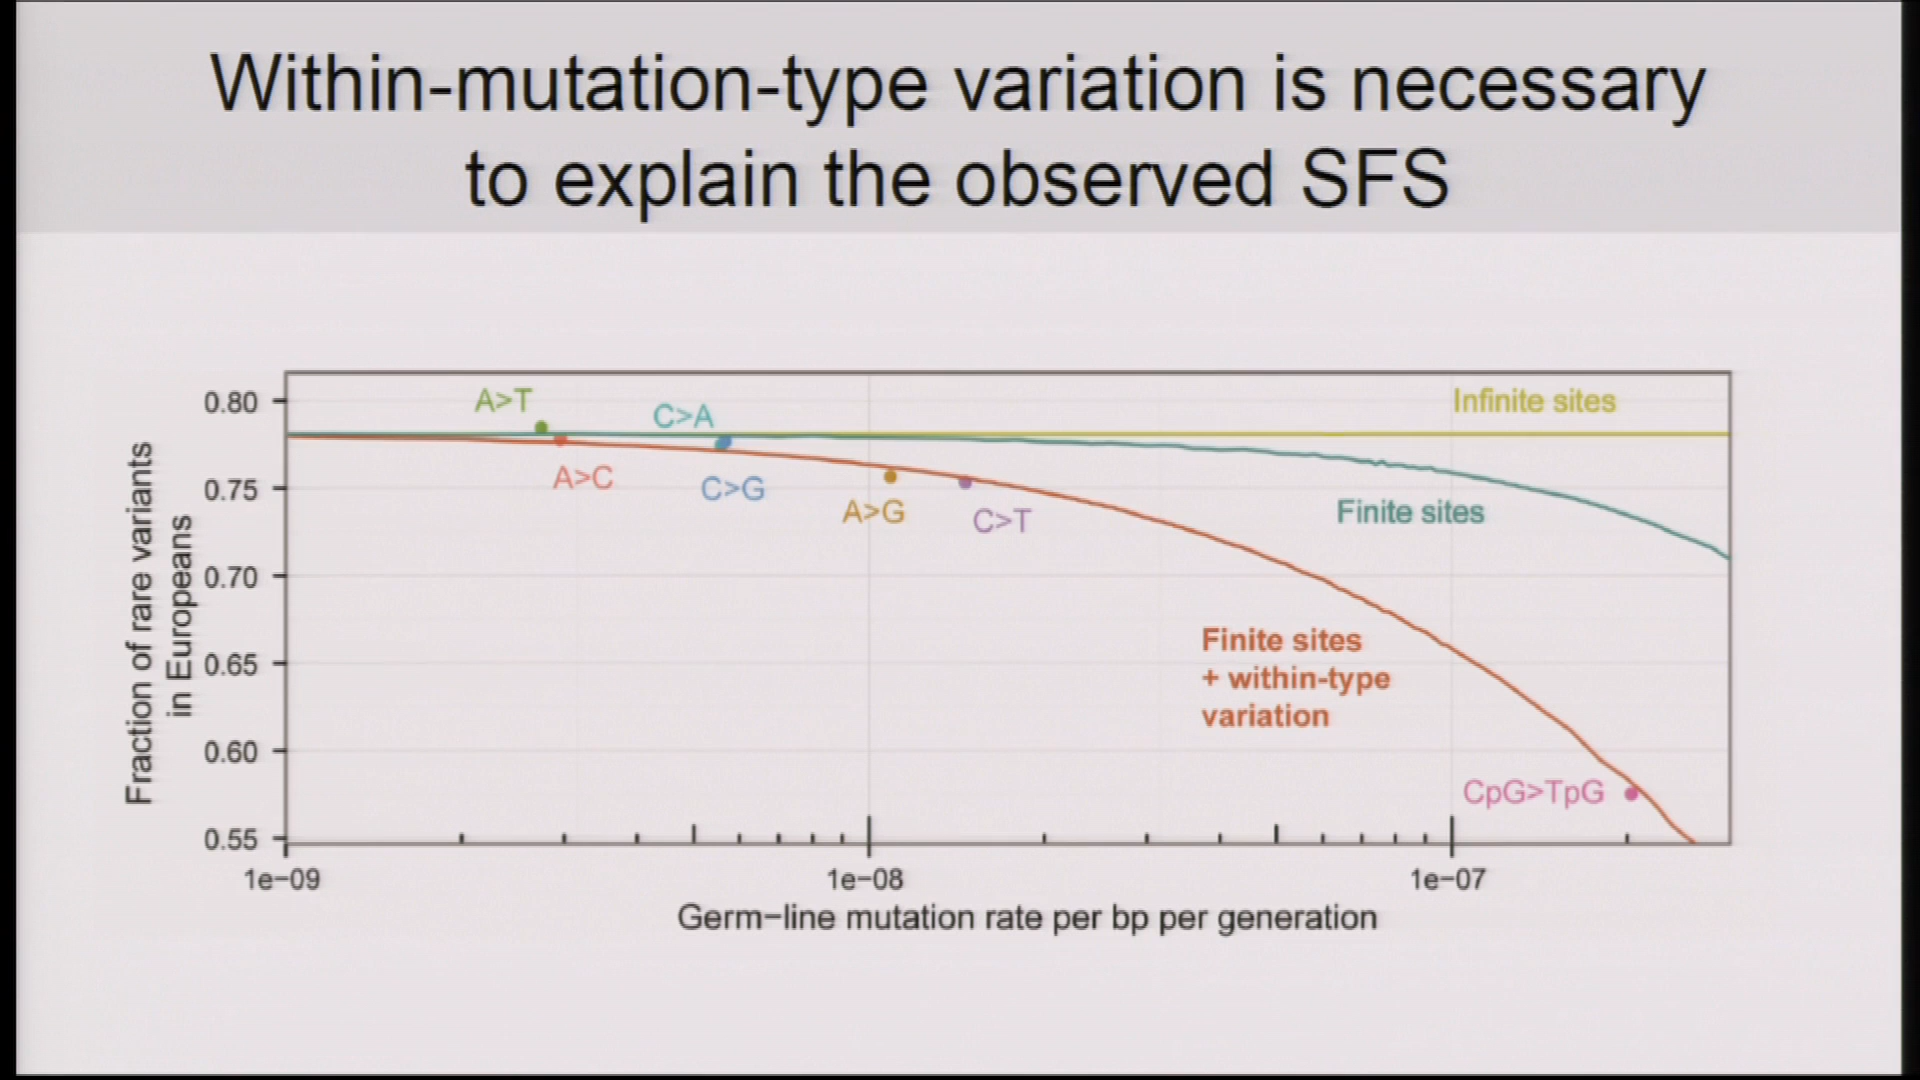 Within-mutation-type variation is necessary
to explain the observed SFS
Fraction of rare variants
in Europeans
0.80
0.75
0.70
0.65
0.60
0.55
A>T
C>A
A>C
C>G
A>G
C>T
Infinite sites
Finite sites
Finite sites
+ within-type
variation
CpG>TpG
1e−09
1e−08
1e−07
Germ−line mutation rate per bp per generation